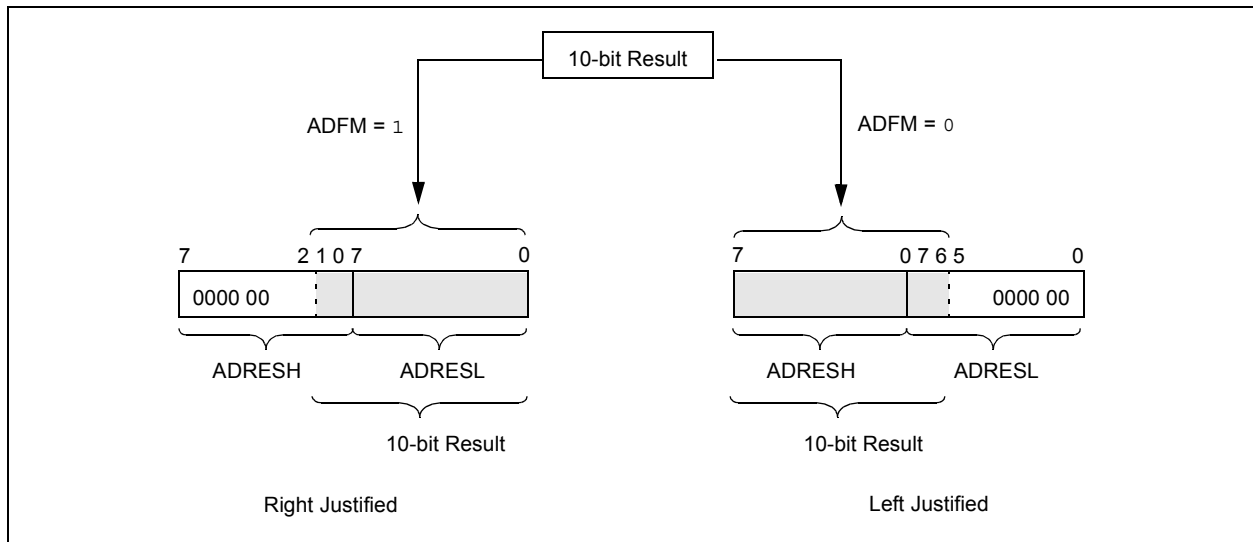 10-bit Result
ADFM = 1
ADFM = 0
7 2 1 0 7 0
7 0 7 6 5 0
0000 00
0000 00
ADRESH ADRESL
ADRESH ADRESL
10-bit Result
10-bit Result
Right Justified
Left Justified